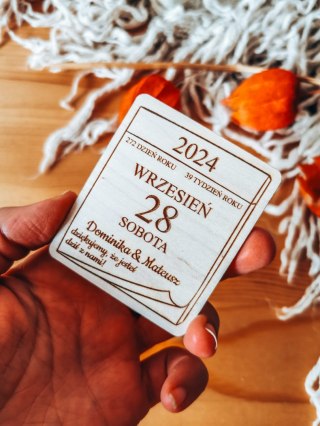 2024
272 DZIEŃ ROKU 39 TYDZIEŃ ROKU
WRZESIEŃ
28
SOBOTA
Dominika & Mateusz
dziękujemy, że jesteś
dziś z nami!